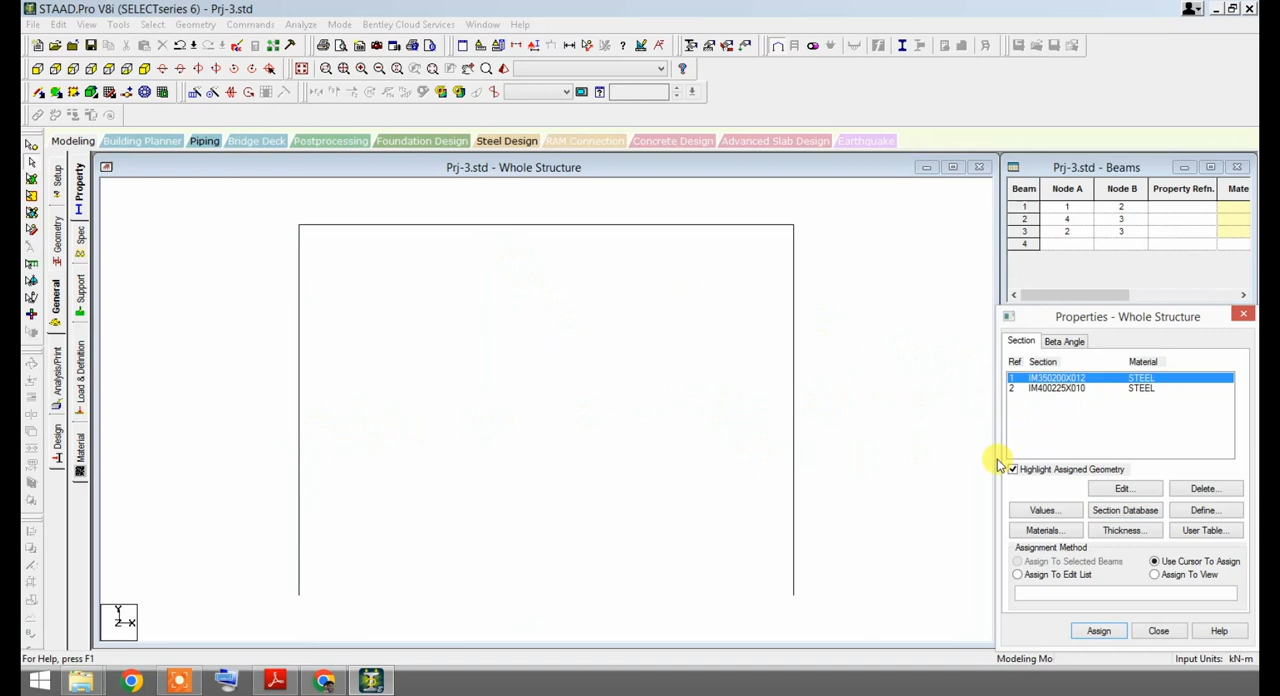 STAAD.Pro V8i (SELECTseries 6) - Prj-3.std
File Edit View Tools Select Geometry Commands Analyze Mode Bentley Cloud Services Window Help
Modeling Building Planner Piping Bridge Deck Postprocessing Foundation Design Steel Design RAM Connection Concrete Design Advanced Slab Design Earthquake
Setup
Geometry
General
Analysis/Print
Design
Property
Spec
Support
Load & Definition
Material
Prj-3.std - Whole Structure
Y
Z X
Prj-3.std - Beams
Beam Node A Node B Property Refn. Mate
1 1 2
2 4 3
3 2 3
4
Properties - Whole Structure
Section Beta Angle
Ref Section Material
1 IM350200X012 STEEL
2 IM400225X010 STEEL
Highlight Assigned Geometry
Edit... Delete...
Values... Section Database Define...
Materials... Thickness... User Table...
Assignment Method
Assign To Selected Beams Use Cursor To Assign
Assign To Edit List Assign To View
Assign Close Help
For Help, press F1
Modeling Mo Input Units: kN-m